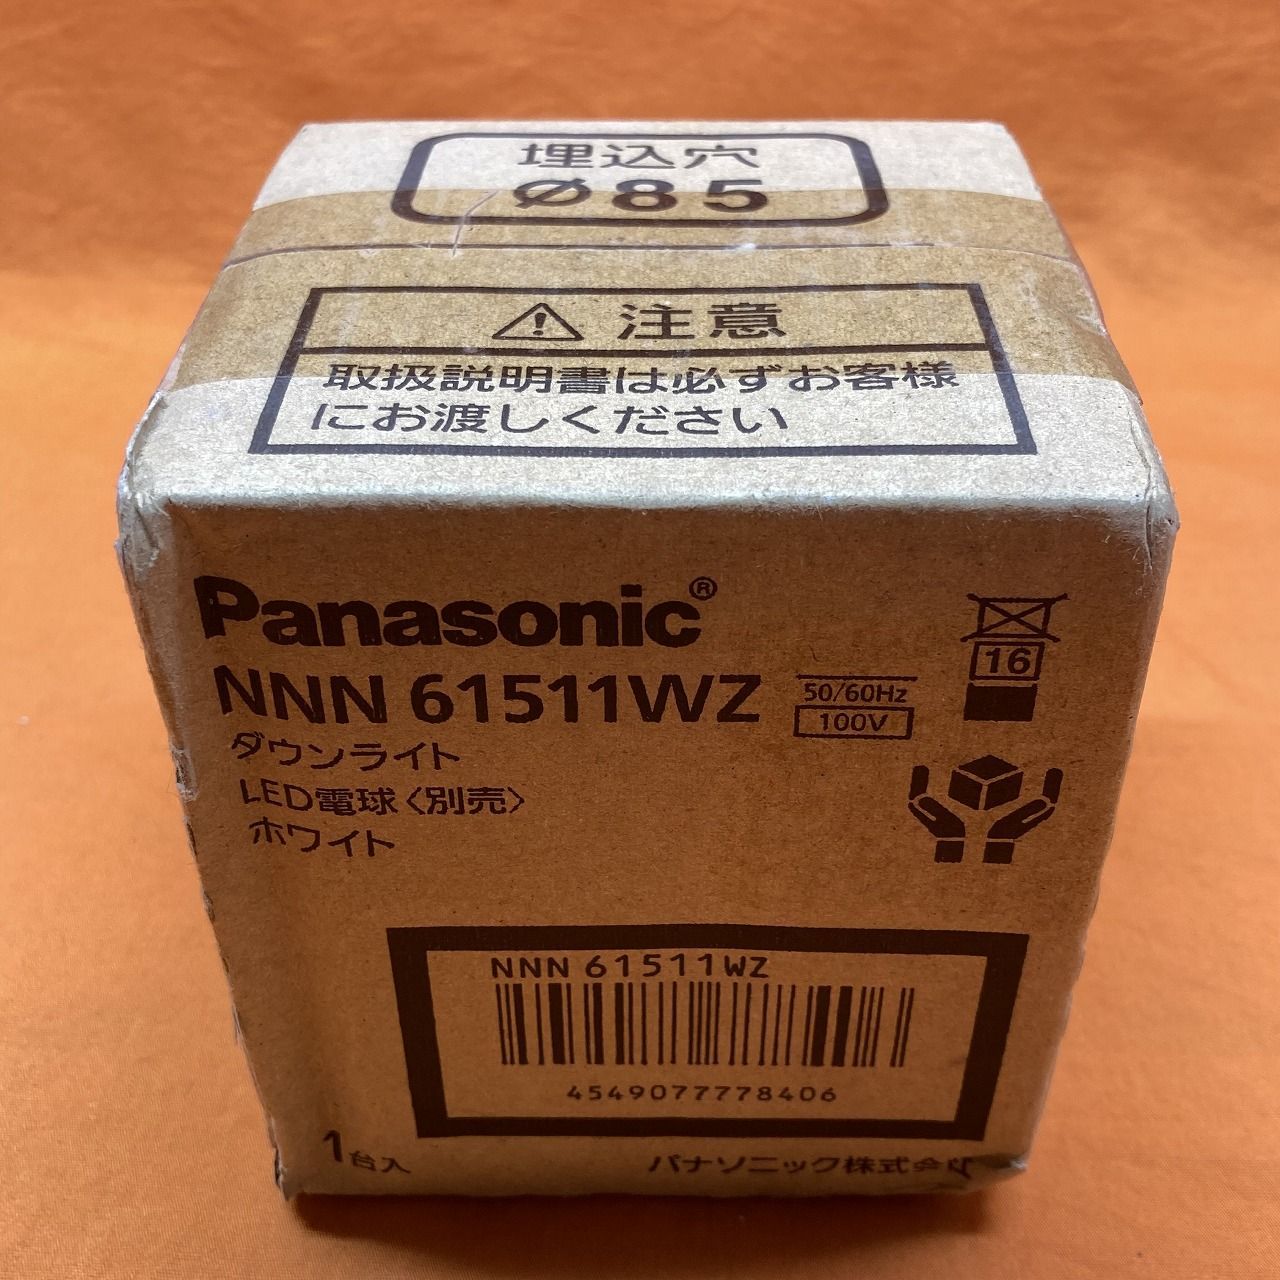 埋込穴
Ø85
注意
取扱説明書は必ずお客様
にお渡しください
Panasonic®
NNN 61511WZ
50/60Hz
100V
16
ダウンライト
LED電球〈別売〉
ホワイト
NNN 61511WZ
4549077778406
1台入
パナソニック株式会社